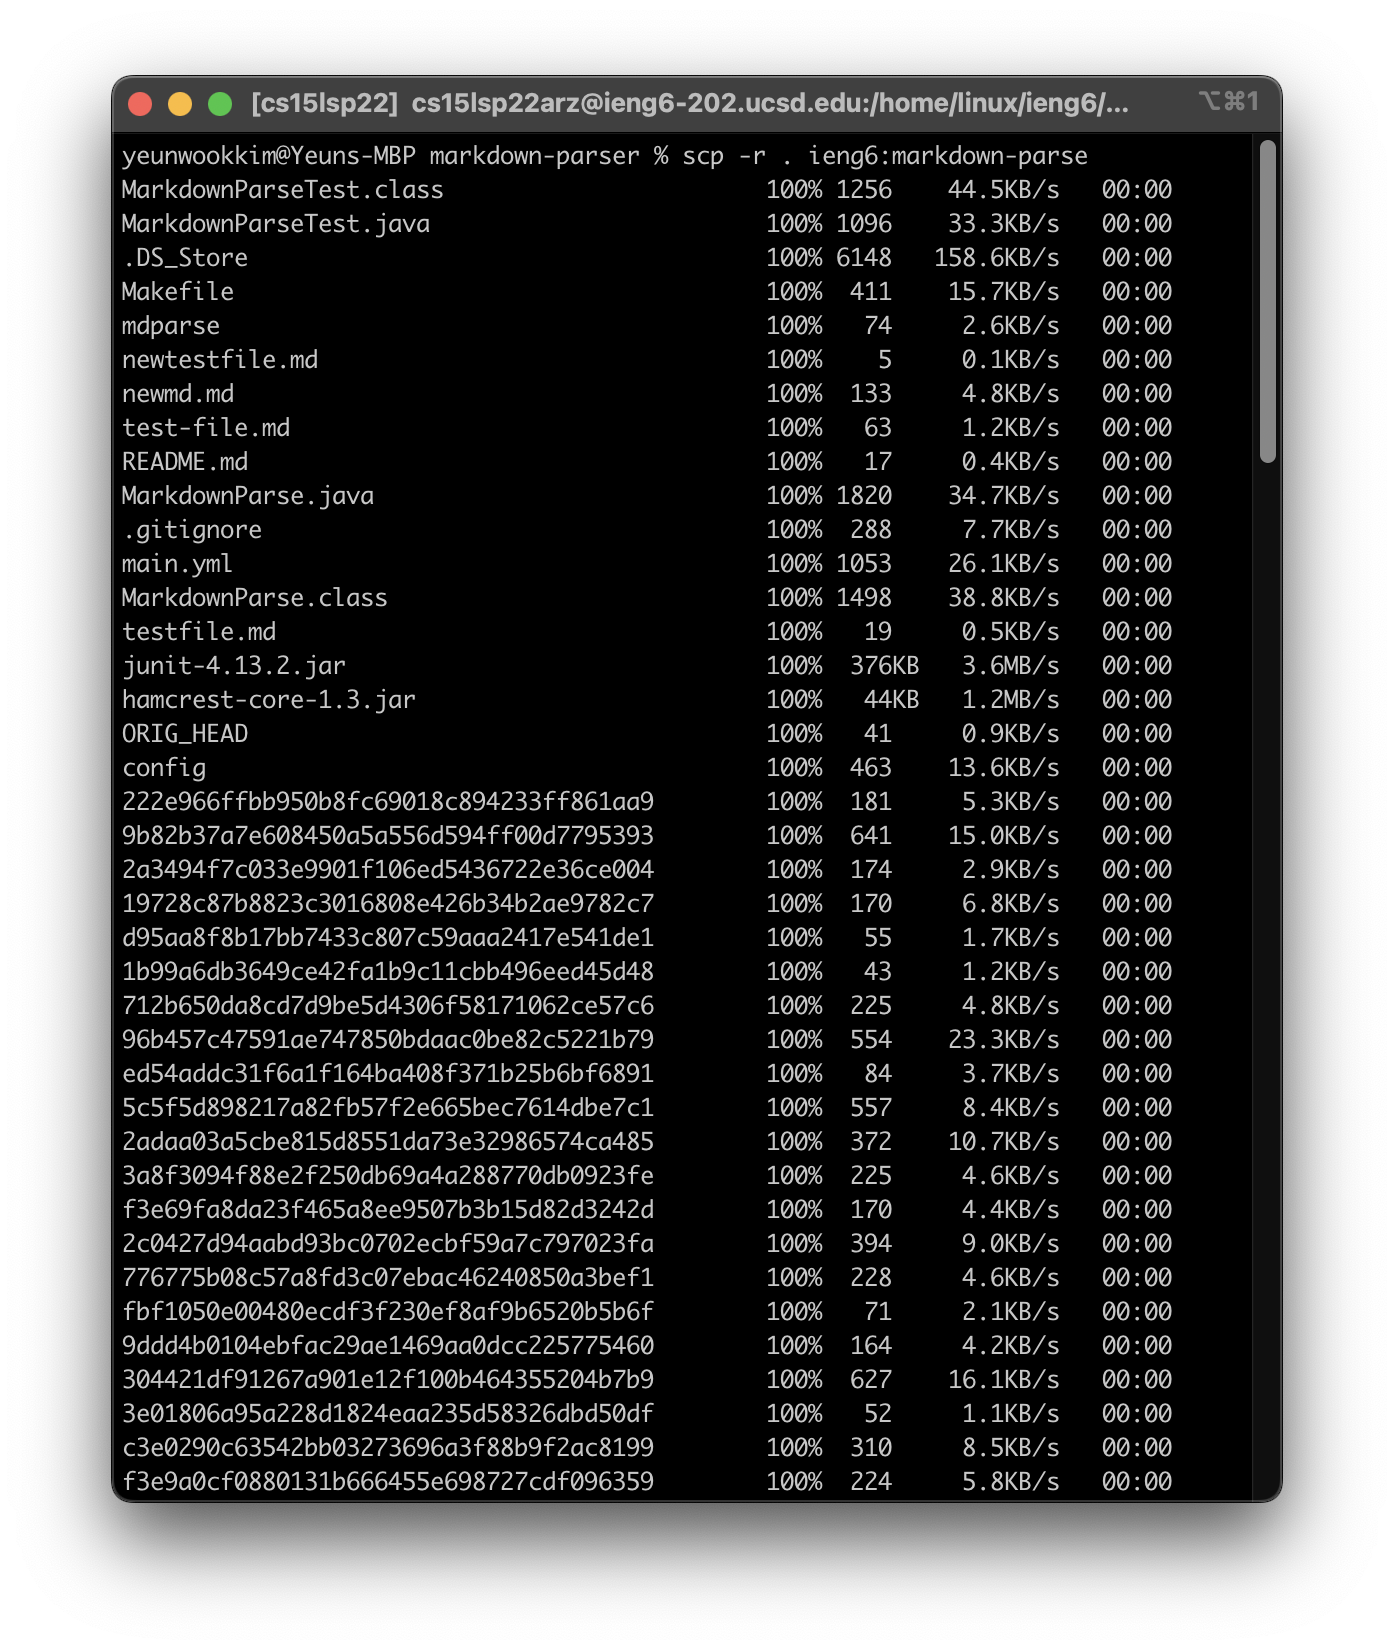 [cs15lsp22] cs15lsp22arz@ieng6-202.ucsd.edu:/home/linux/ieng6/... ⌥⌘1
yeunwookkim@Yeuns-MBP markdown-parser % scp -r . ieng6:markdown-parse
MarkdownParseTest.class 100% 1256 44.5KB/s 00:00
MarkdownParseTest.java 100% 1096 33.3KB/s 00:00
.DS_Store 100% 6148 158.6KB/s 00:00
Makefile 100% 411 15.7KB/s 00:00
mdparse 100% 74 2.6KB/s 00:00
newtestfile.md 100% 5 0.1KB/s 00:00
newmd.md 100% 133 4.8KB/s 00:00
test-file.md 100% 63 1.2KB/s 00:00
README.md 100% 17 0.4KB/s 00:00
MarkdownParse.java 100% 1820 34.7KB/s 00:00
.gitignore 100% 288 7.7KB/s 00:00
main.yml 100% 1053 26.1KB/s 00:00
MarkdownParse.class 100% 1498 38.8KB/s 00:00
testfile.md 100% 19 0.5KB/s 00:00
junit-4.13.2.jar 100% 376KB 3.6MB/s 00:00
hamcrest-core-1.3.jar 100% 44KB 1.2MB/s 00:00
ORIG_HEAD 100% 41 0.9KB/s 00:00
config 100% 463 13.6KB/s 00:00
222e966ffbb950b8fc69018c894233ff861aa9 100% 181 5.3KB/s 00:00
9b82b37a7e608450a5a556d594ff00d7795393 100% 641 15.0KB/s 00:00
2a3494f7c033e9901f106ed5436722e36ce004 100% 174 2.9KB/s 00:00
19728c87b8823c3016808e426b34b2ae9782c7 100% 170 6.8KB/s 00:00
d95aa8f8b17bb7433c807c59aaa2417e541de1 100% 55 1.7KB/s 00:00
1b99a6db3649ce42fa1b9c11cbb496eed45d48 100% 43 1.2KB/s 00:00
712b650da8cd7d9be5d4306f58171062ce57c6 100% 225 4.8KB/s 00:00
96b457c47591ae747850bdaac0be82c5221b79 100% 554 23.3KB/s 00:00
ed54addc31f6a1f164ba408f371b25b6bf6891 100% 84 3.7KB/s 00:00
5c5f5d898217a82fb57f2e665bec7614dbe7c1 100% 557 8.4KB/s 00:00
2adaa03a5cbe815d8551da73e32986574ca485 100% 372 10.7KB/s 00:00
3a8f3094f88e2f250db69a4a288770db0923fe 100% 225 4.6KB/s 00:00
f3e69fa8da23f465a8ee9507b3b15d82d3242d 100% 170 4.4KB/s 00:00
2c0427d94aabd93bc0702ecbf59a7c797023fa 100% 394 9.0KB/s 00:00
776775b08c57a8fd3c07ebac46240850a3bef1 100% 228 4.6KB/s 00:00
fbf1050e00480ecdf3f230ef8af9b6520b5b6f 100% 71 2.1KB/s 00:00
9ddd4b0104ebfac29ae1469aa0dcc225775460 100% 164 4.2KB/s 00:00
304421df91267a901e12f100b464355204b7b9 100% 627 16.1KB/s 00:00
3e01806a95a228d1824eaa235d58326dbd50df 100% 52 1.1KB/s 00:00
c3e0290c63542bb03273696a3f88b9f2ac8199 100% 310 8.5KB/s 00:00
f3e9a0cf0880131b666455e698727cdf096359 100% 224 5.8KB/s 00:00